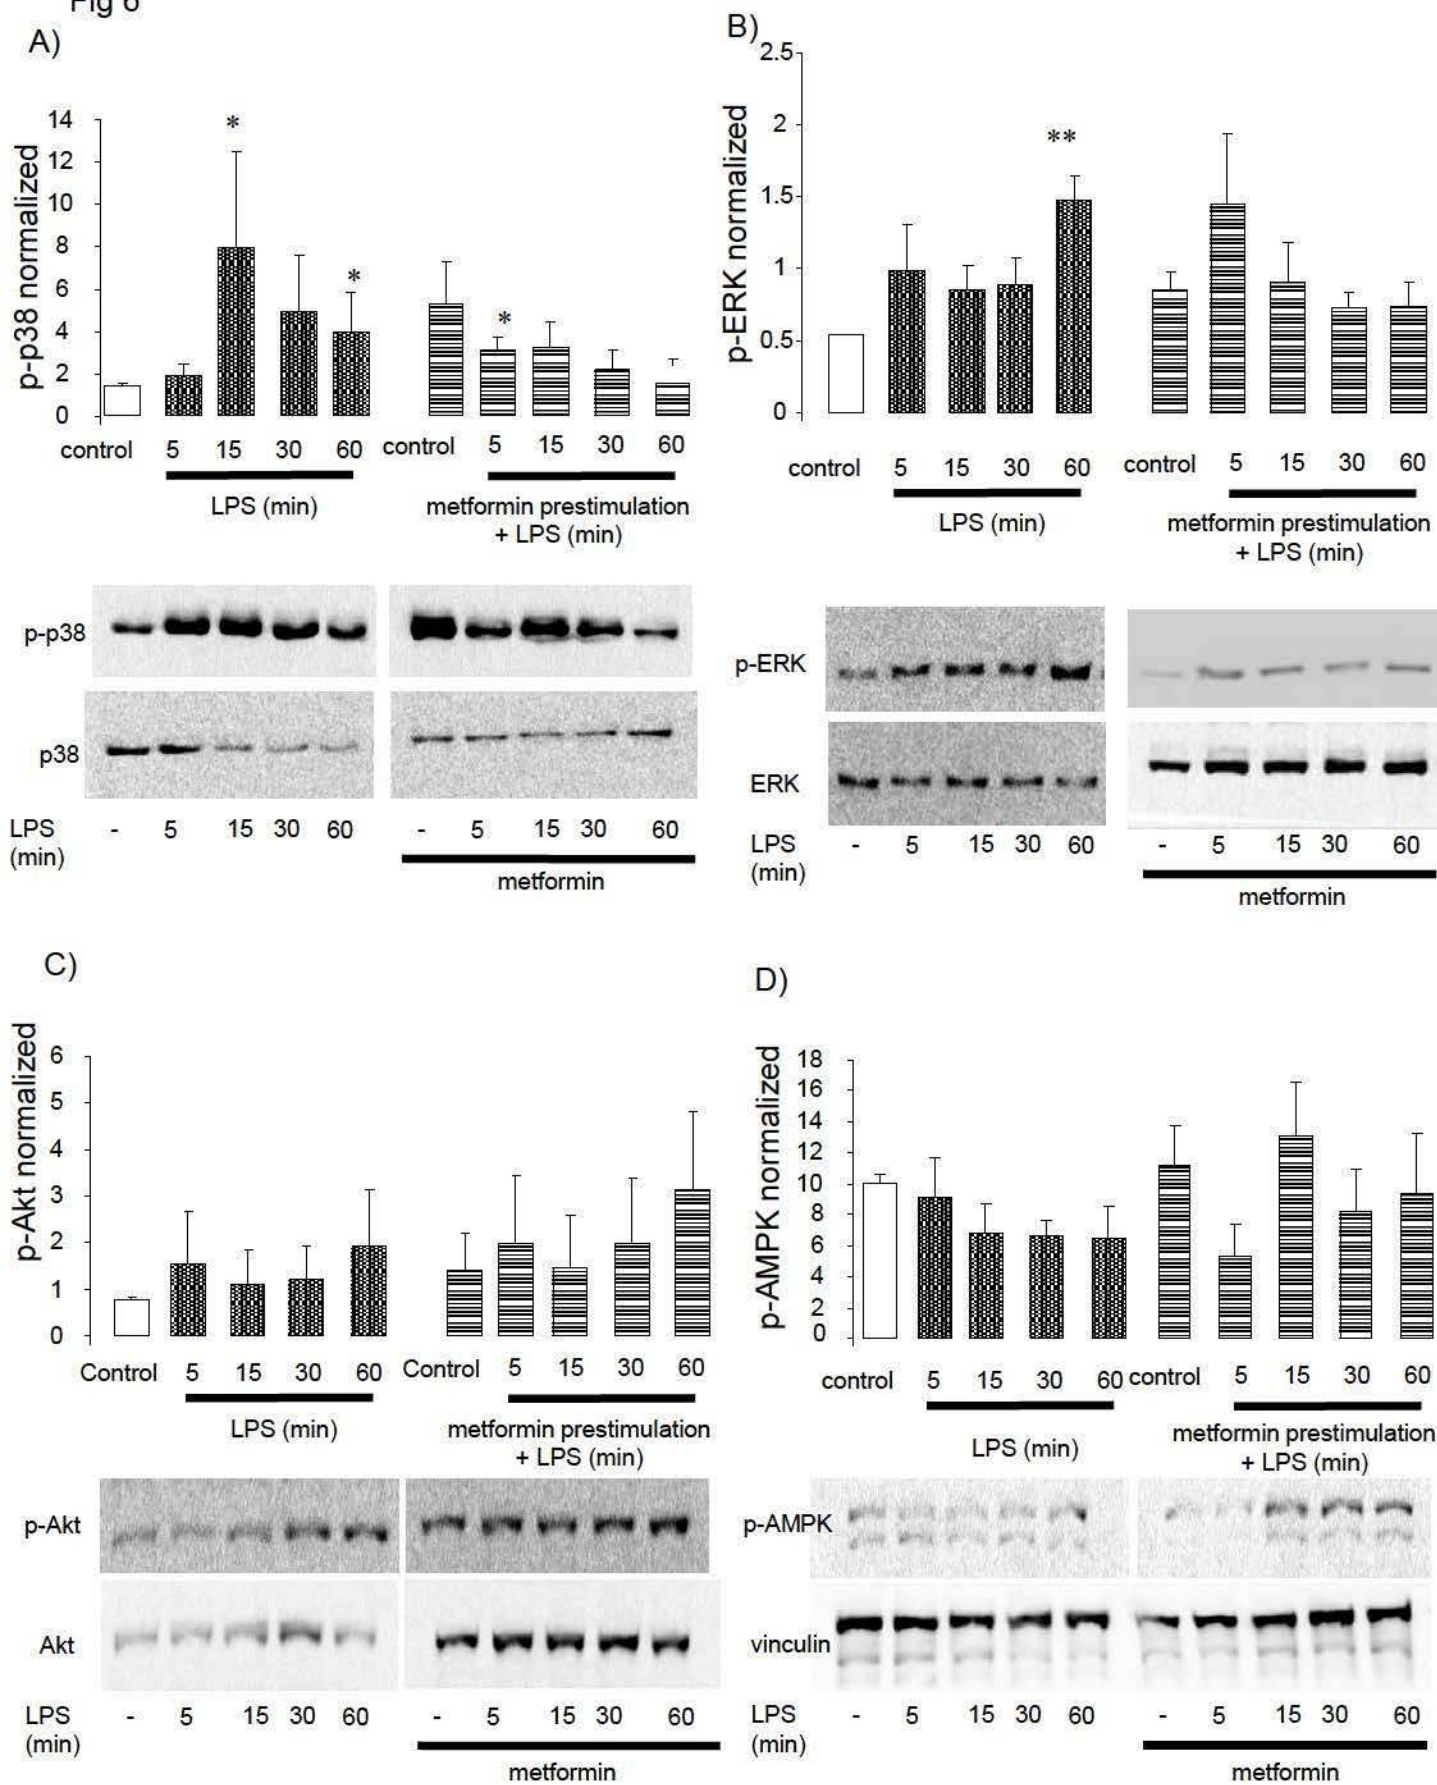 Fig 6
A)
p-p38 normalized
14
12
10
8
6
4
2
0
*
*
*
control 5 15 30 60 control 5 15 30 60
LPS (min)
metformin prestimulation
+ LPS (min)
p-p38
p38
LPS
(min)
- 5 15 30 60 - 5 15 30 60
metformin
B)
p-ERK normalized
2.5
2
1.5
1
0.5
0
**
control 5 15 30 60 control 5 15 30 60
LPS (min)
metformin prestimulation
+ LPS (min)
p-ERK
ERK
LPS
(min)
- 5 15 30 60 - 5 15 30 60
metformin
C)
p-Akt normalized
6
5
4
3
2
1
0
Control 5 15 30 60 Control 5 15 30 60
LPS (min)
metformin prestimulation
+ LPS (min)
p-Akt
Akt
LPS
(min)
- 5 15 30 60 - 5 15 30 60
metformin
D)
p-AMPK normalized
18
16
14
12
10
8
6
4
2
0
control 5 15 30 60 control 5 15 30 60
LPS (min)
metformin prestimulation
+ LPS (min)
p-AMPK
vinculin
LPS
(min)
- 5 15 30 60 - 5 15 30 60
metformin